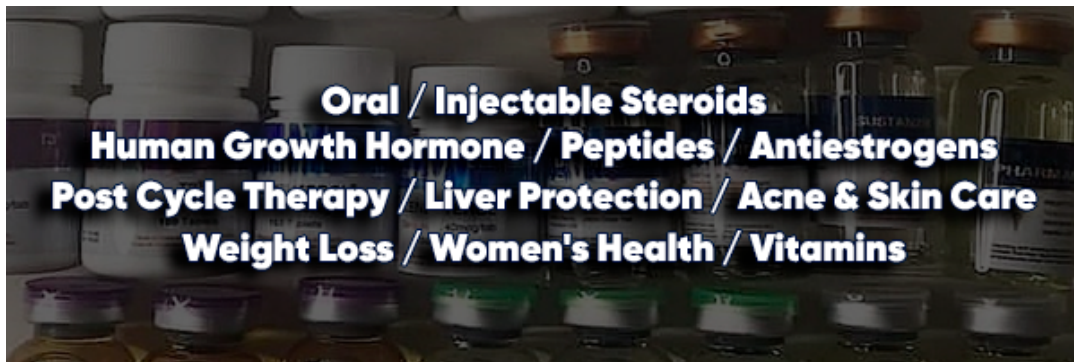 Oral / Injectable Steroids
Human Growth Hormone / Peptides / Antiestrogens
Post Cycle Therapy / Liver Protection / Acne & Skin Care
Weight Loss / Women's Health / Vitamins